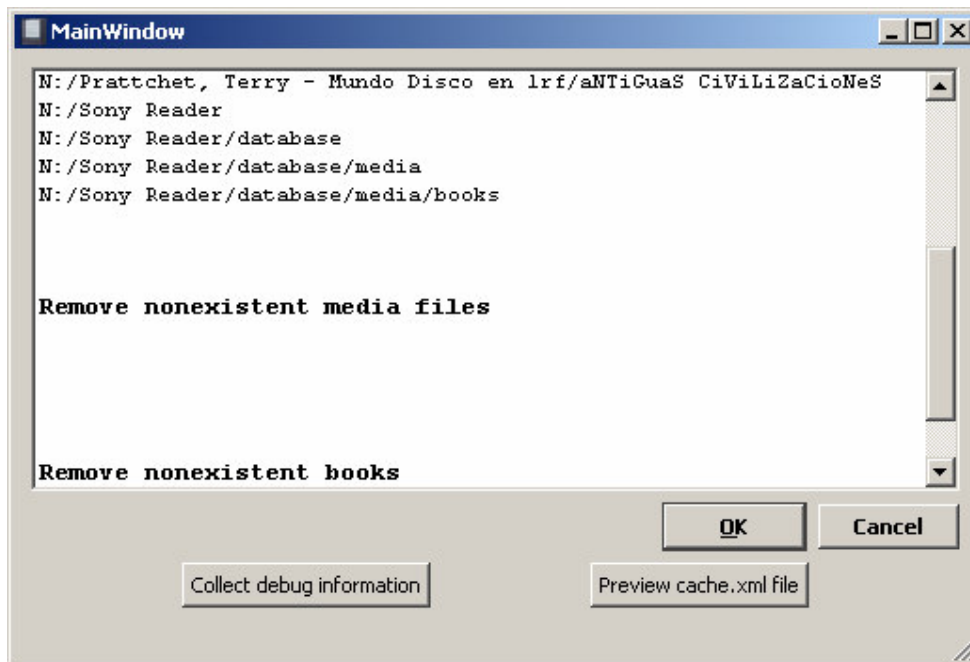 MainWindow
N:/Prattchet, Terry - Mundo Disco en lrf/aNTiGuaS CiViLiZaCioNeS
N:/Sony Reader
N:/Sony Reader/database
N:/Sony Reader/database/media
N:/Sony Reader/database/media/books
Remove nonexistent media files
Remove nonexistent books
OK Cancel
Collect debug information Preview cache.xml file